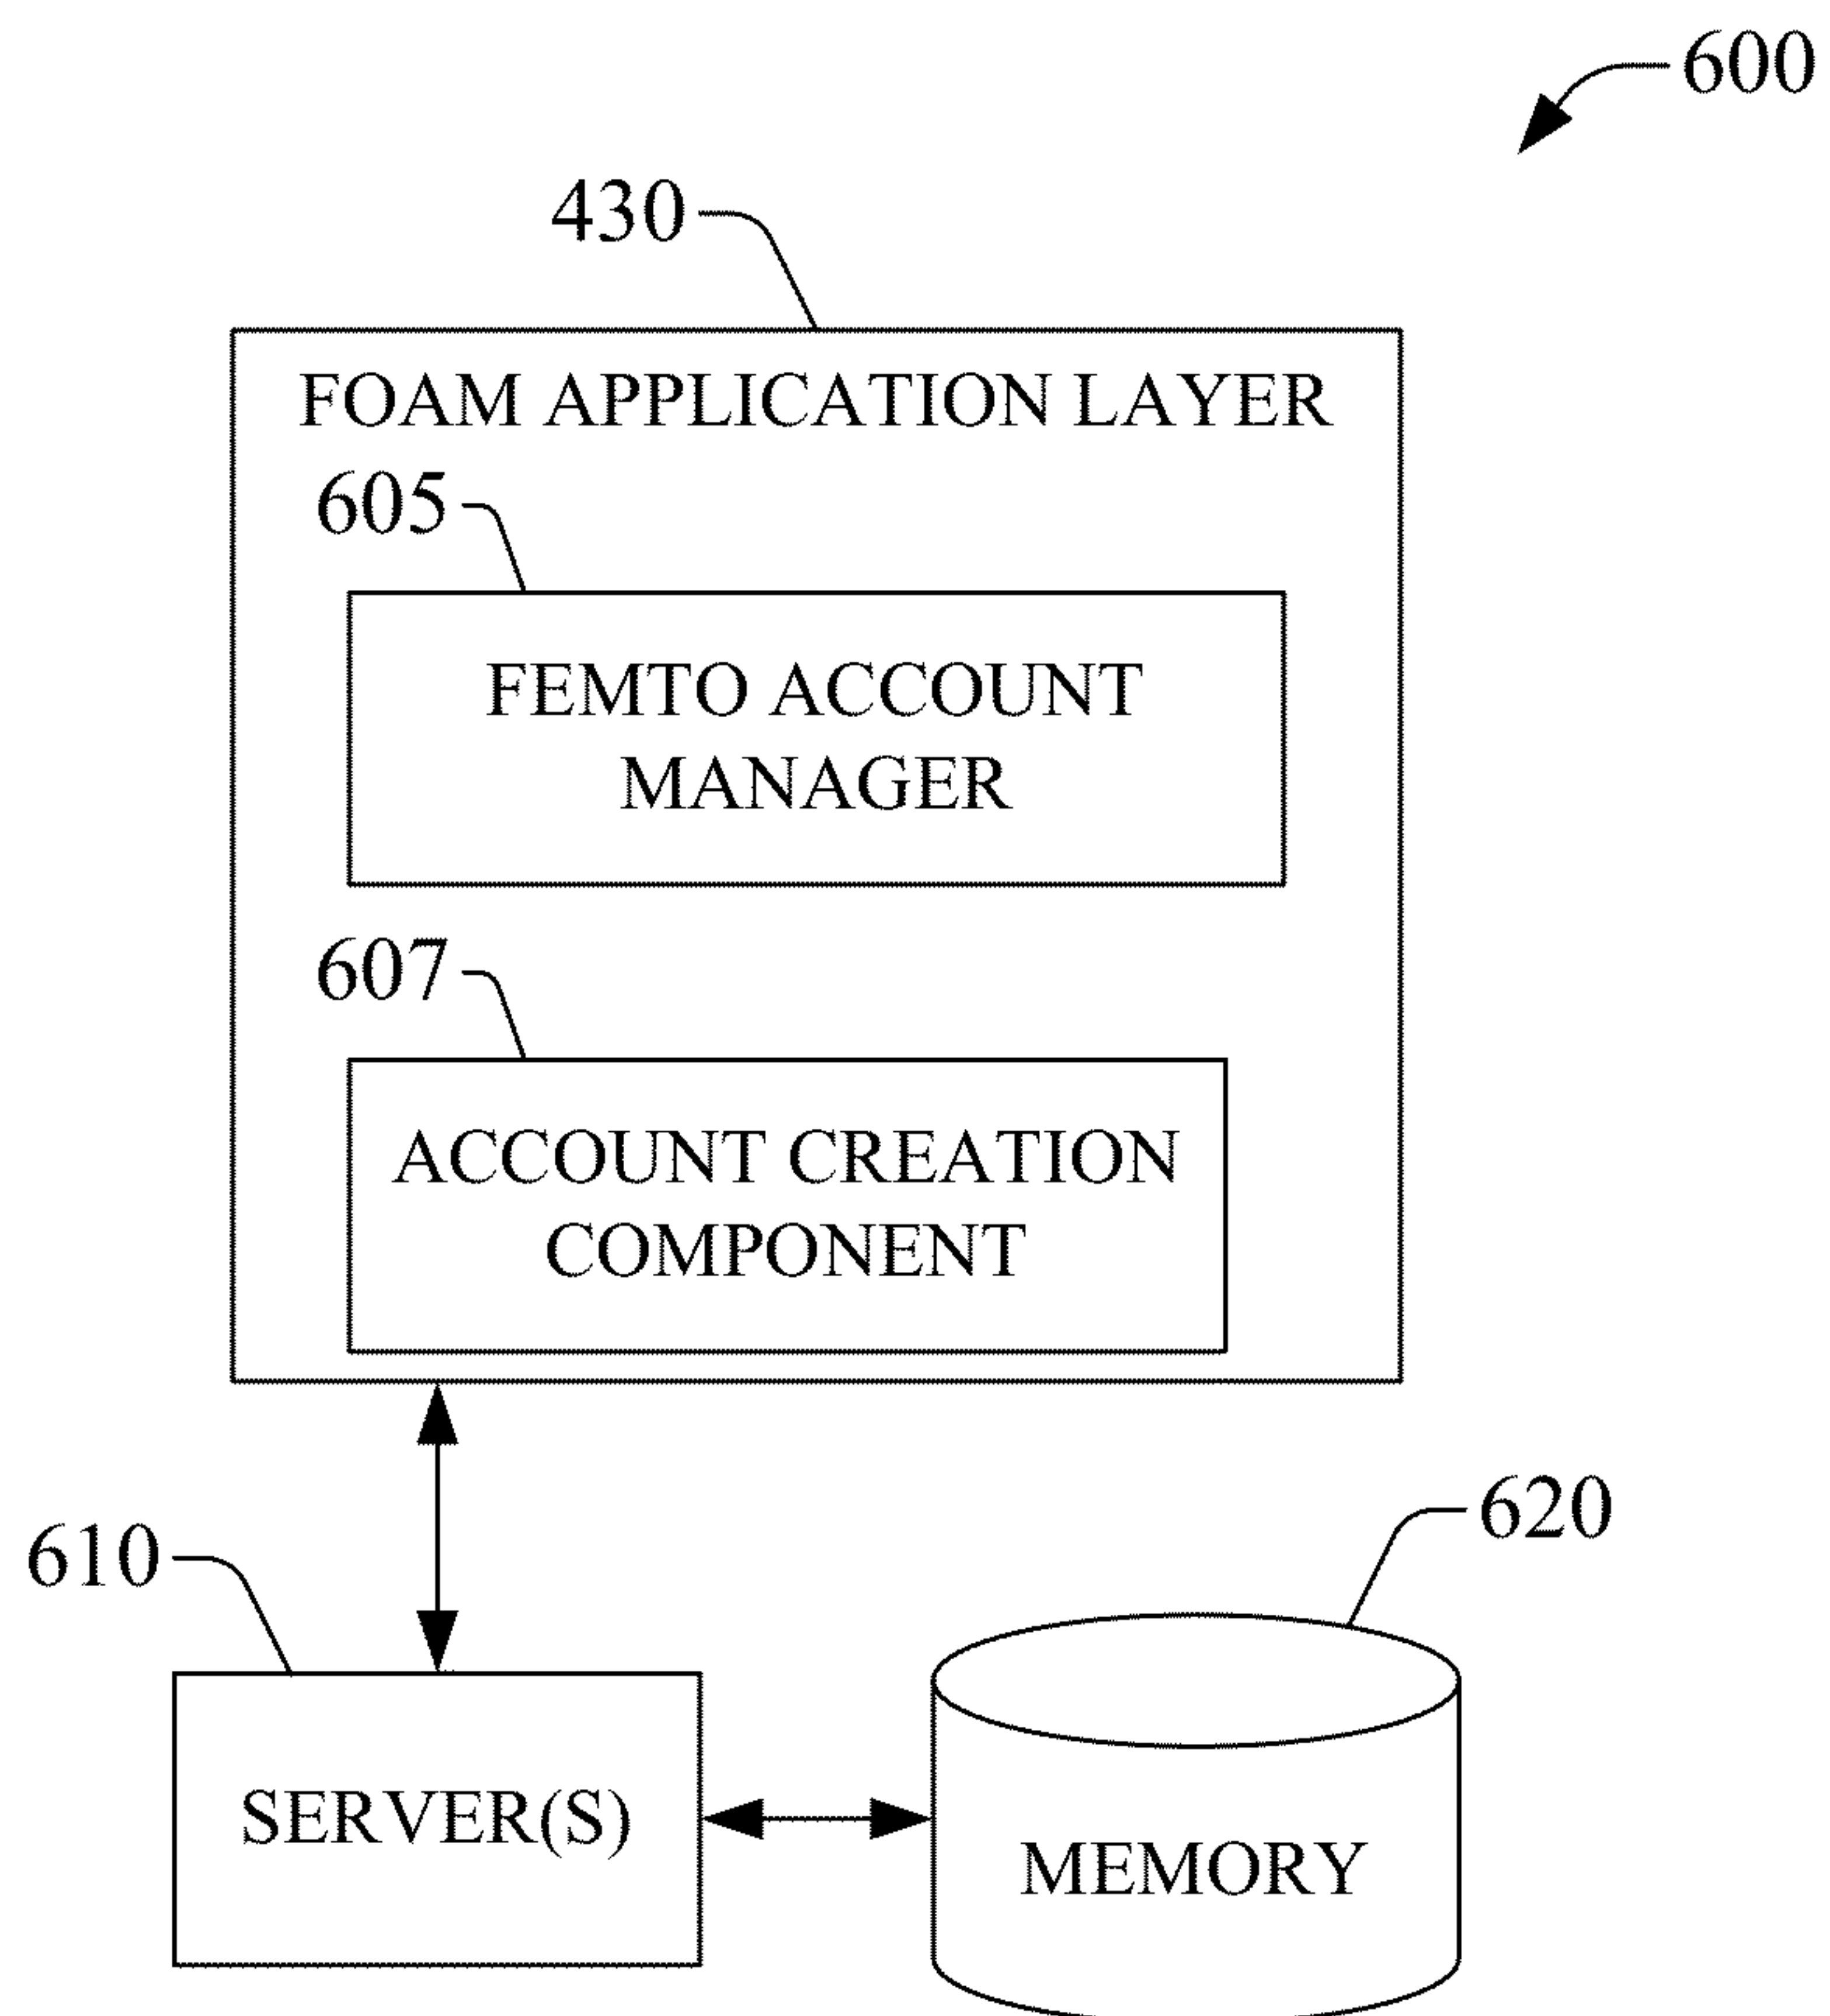 600
430
FOAM APPLICATION LAYER
605
FEMTO ACCOUNT
MANAGER
607
ACCOUNT CREATION
COMPONENT
620
610
SERVER(S)
MEMORY